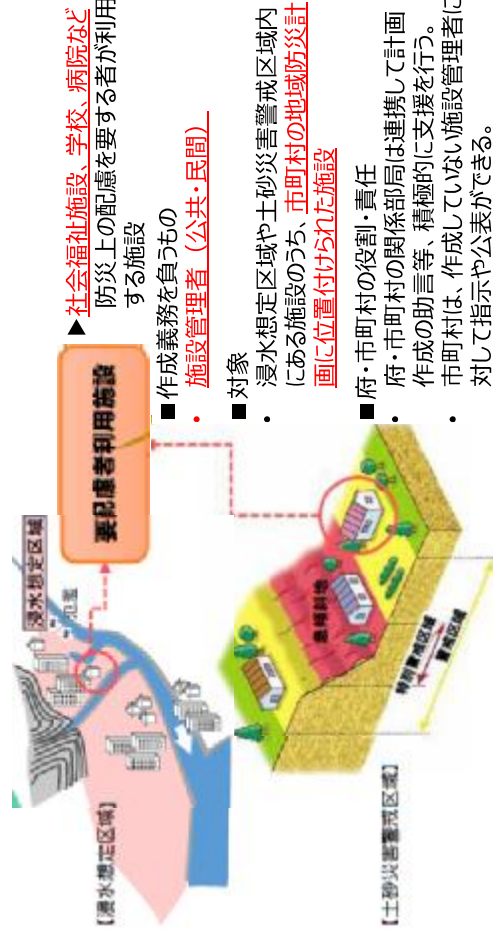 【浸水想定区域】
浸水想定区域
氾濫
要配慮者利用施設
▶社会福祉施設、学校、病院など
防災上の配慮を要する者が利用
する施設
■作成義務を負うもの
・施設管理者（公共・民間）
■対象
・浸水想定区域や土砂災害警戒区域内
にある施設のうち、市町村の地域防災計
画に位置付けられた施設
■府・市町村の役割・責任
・府・市町村の関係部局は連携して計画
作成の助言等、積極的に支援を行う。
・市町村は、作成していない施設管理者に
対して指示や公表ができる。
【土砂災害警戒区域】
急傾斜地
特別警戒区域
警戒区域